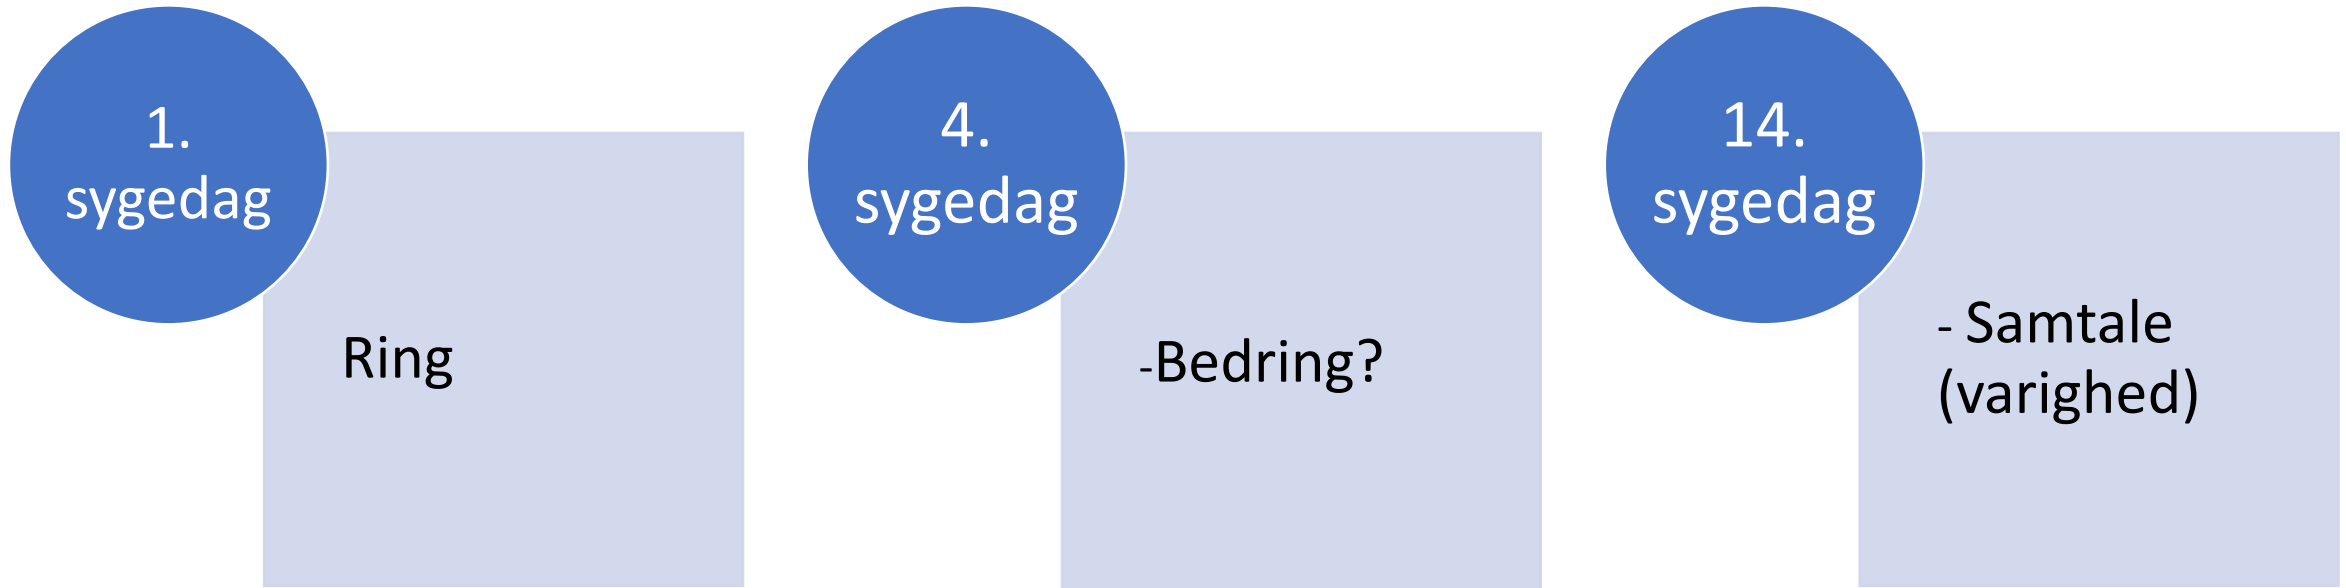 1.
sygedag
Ring
4.
sygedag
-Bedring?
14.
sygedag
- Samtale
(varighed)